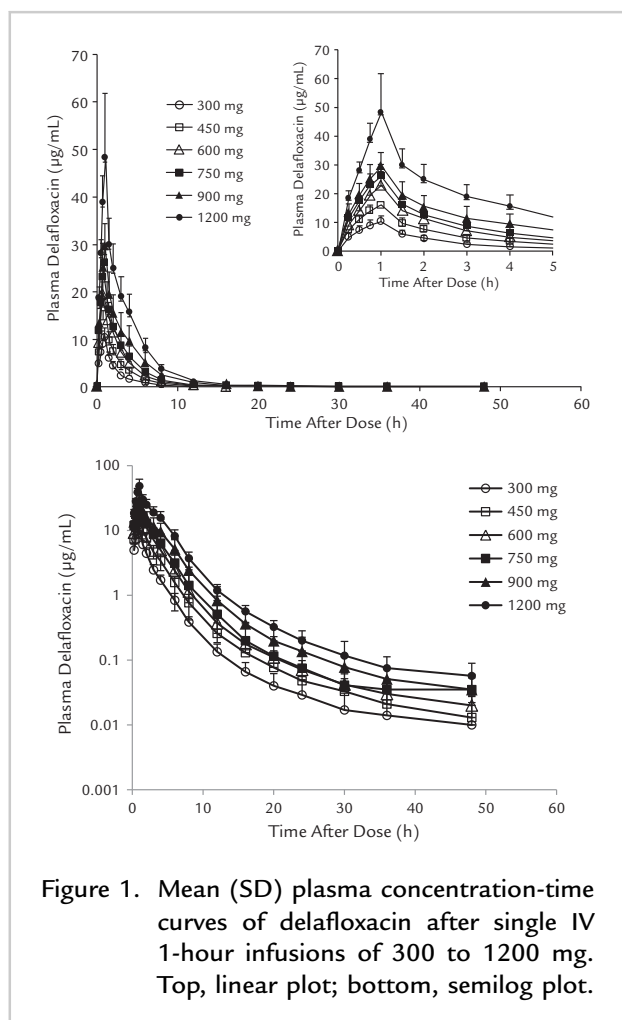 70
60
50
40
30
20
10
0
Plasma Delafloxacin (µg/mL)
300 mg
450 mg
600 mg
750 mg
900 mg
1200 mg
0 10 20 30 40 50 60
Time After Dose (h)
70
60
50
40
30
20
10
0
Plasma Delafloxacin (µg/mL)
0 1 2 3 4 5
Time After Dose (h)
100
10
1
0.1
0.01
0.001
Plasma Delafloxacin (µg/mL)
300 mg
450 mg
600 mg
750 mg
900 mg
1200 mg
0 10 20 30 40 50 60
Time After Dose (h)
Figure 1. Mean (SD) plasma concentration-time
curves of delafloxacin after single IV
1-hour infusions of 300 to 1200 mg.
Top, linear plot; bottom, semilog plot.